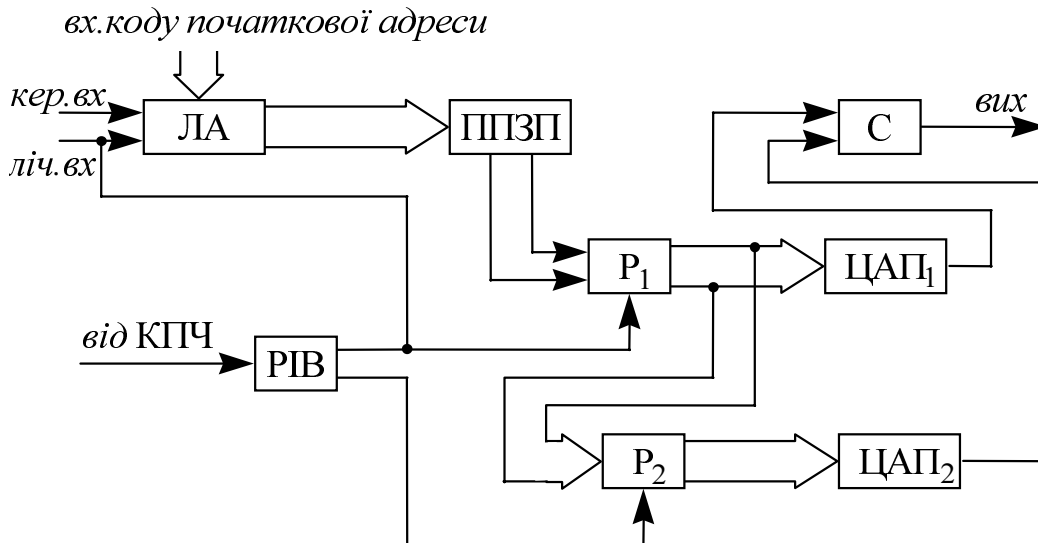 вх.коду початкової адреси
кер.вх
ліч.вх
ЛА
ППЗП
С
вих
Р1
ЦАП1
від КПЧ
РІВ
Р2
ЦАП2